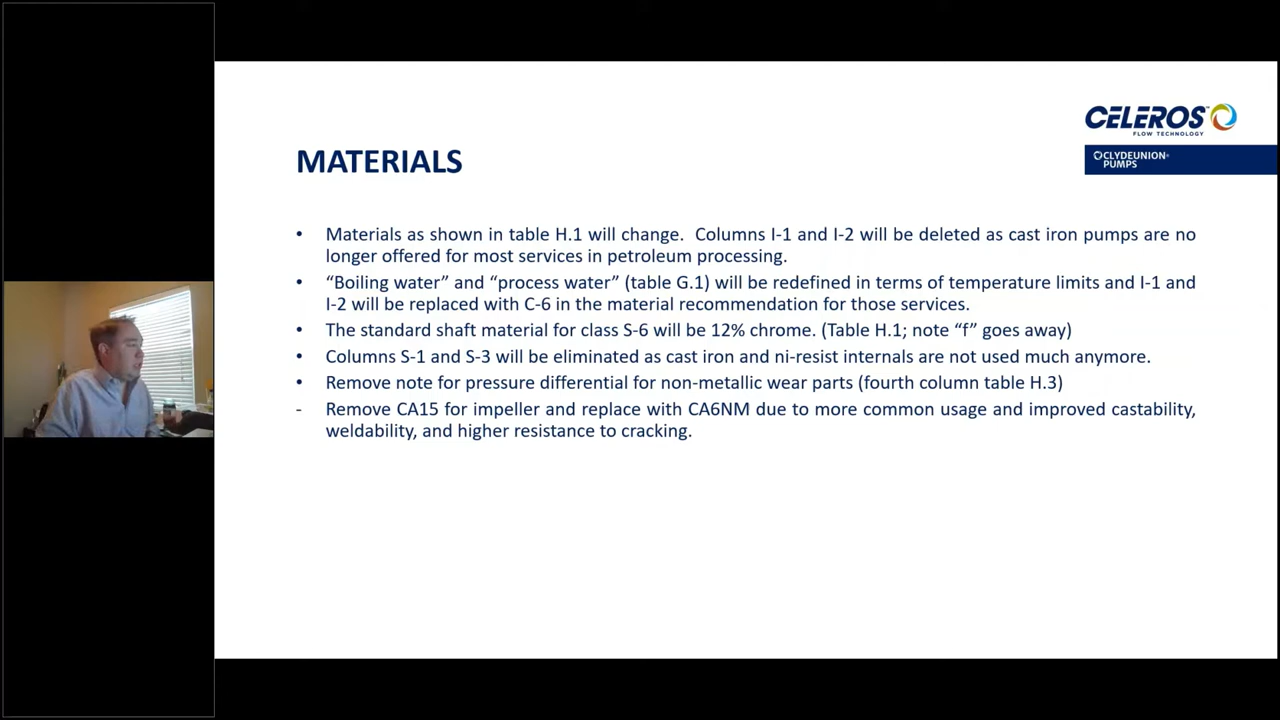 CELEROS
FLOW TECHNOLOGY
CLYDEUNION
PUMPS
MATERIALS
• Materials as shown in table H.1 will change. Columns I-1 and I-2 will be deleted as cast iron pumps are no
longer offered for most services in petroleum processing.
• “Boiling water” and “process water” (table G.1) will be redefined in terms of temperature limits and I-1 and
I-2 will be replaced with C-6 in the material recommendation for those services.
• The standard shaft material for class S-6 will be 12% chrome. (Table H.1; note “f” goes away)
• Columns S-1 and S-3 will be eliminated as cast iron and ni-resist internals are not used much anymore.
• Remove note for pressure differential for non-metallic wear parts (fourth column table H.3)
- Remove CA15 for impeller and replace with CA6NM due to more common usage and improved castability,
weldability, and higher resistance to cracking.